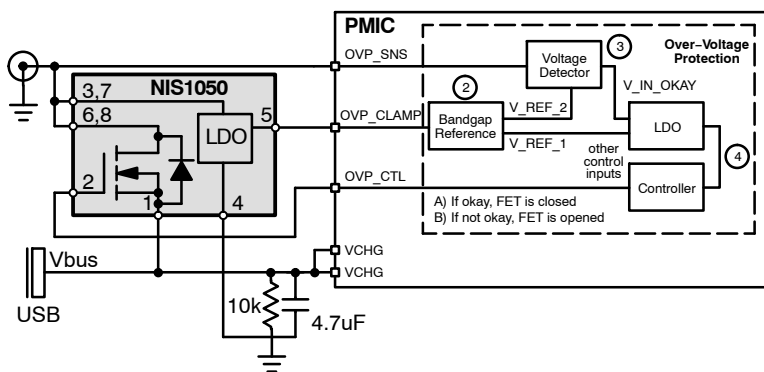 PMIC
OVP_SNS
NIS1050
3,7
6,8
LDO
5
2
1
4
OVP_CLAMP
OVP_CTL
VCHG
VCHG
Over−Voltage
Protection
Voltage
Detector
3
2
V_IN_OKAY
Bandgap
Reference
V_REF_2
V_REF_1
LDO
other
control
inputs
4
Controller
A) If okay, FET is closed
B) If not okay, FET is opened
Vbus
USB
10k
4.7uF